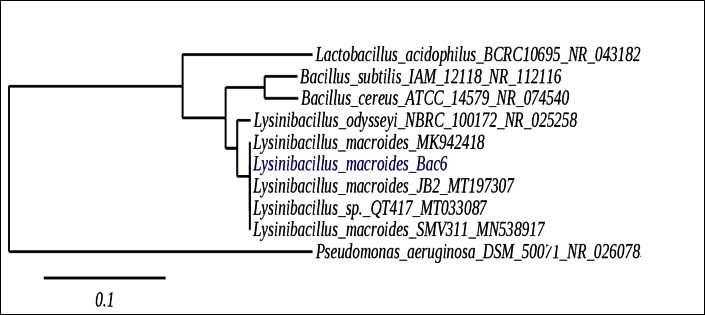 Lactobacillus_acidophilus_BCRC10695_NR_043182
Bacillus_subtilis_IAM_12118_NR_112116
Bacillus_cereus_ATCC_14579_NR_074540
Lysinibacillus_odysseyi_NBRC_100172_NR_025258
Lysinibacillus_macroides_MK942418
Lysinibacillus_macroides_Bac6
Lysinibacillus_macroides_JB2_MT197307
Lysinibacillus_sp._QT417_MT033087
Lysinibacillus_macroides_SMV311_MN538917
Pseudomonas_aeruginosa_DSM_50071_NR_026078
0.1